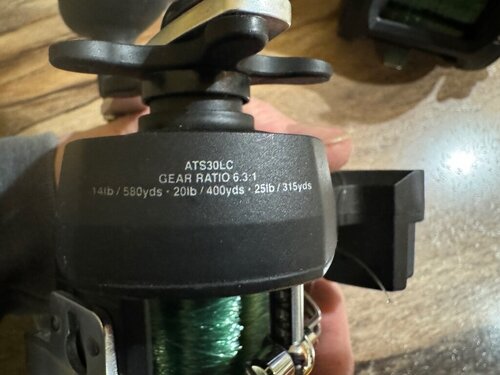 ATS30LC
GEAR RATIO 6.3:1
14lb / 580yds · 20lb / 400yds · 25lb / 315yds